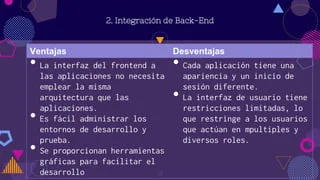 2. Integración de Back-End
Ventajas
La interfaz del frontend a
las aplicaciones no necesita
emplear la misma
arquitectura que las
aplicaciones.
Es fácil administrar los
entornos de desarrollo y
prueba.
Se proporcionan herramientas
gráficas para facilitar el
desarrollo
Desventajas
Cada aplicación tiene una
apariencia y un inicio de
sesión diferente.
La interfaz de usuario tiene
restricciones limitadas, lo
que restringe a los usuarios
que actúan en mpultiples y
diversos roles.